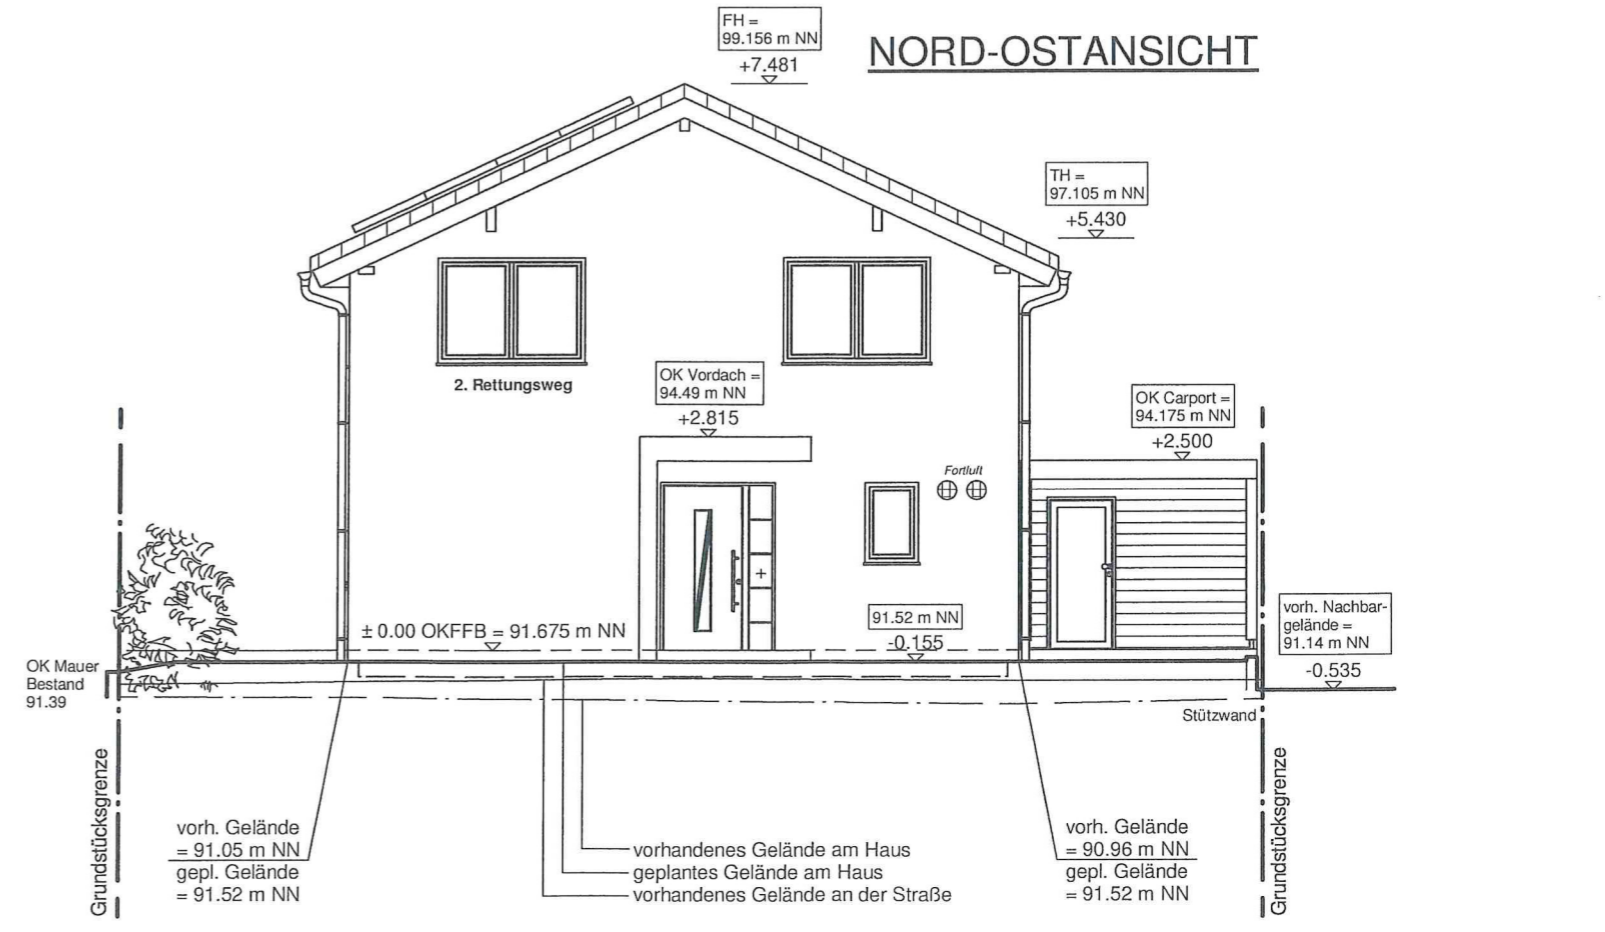 FH =
99.156 m NN
+7.481
NORD-OSTANSICHT
TH =
97.105 m NN
+5.430
2. Rettungsweg
OK Vordach =
94.49 m NN
+2.815
OK Carport =
94.175 m NN
+2.500
Fortluft
± 0.00 OKFFB = 91.675 m NN
91.52 m NN
-0.155
vorh. Nachbar-
gelände =
91.14 m NN
-0.535
OK Mauer
Bestand
91.39
Stützwand
Grundstücksgrenze
vorh. Gelände
= 91.05 m NN
gepl. Gelände
= 91.52 m NN
vorhandenes Gelände am Haus
geplantes Gelände am Haus
vorhandenes Gelände an der Straße
vorh. Gelände
= 90.96 m NN
gepl. Gelände
= 91.52 m NN
Grundstücksgrenze